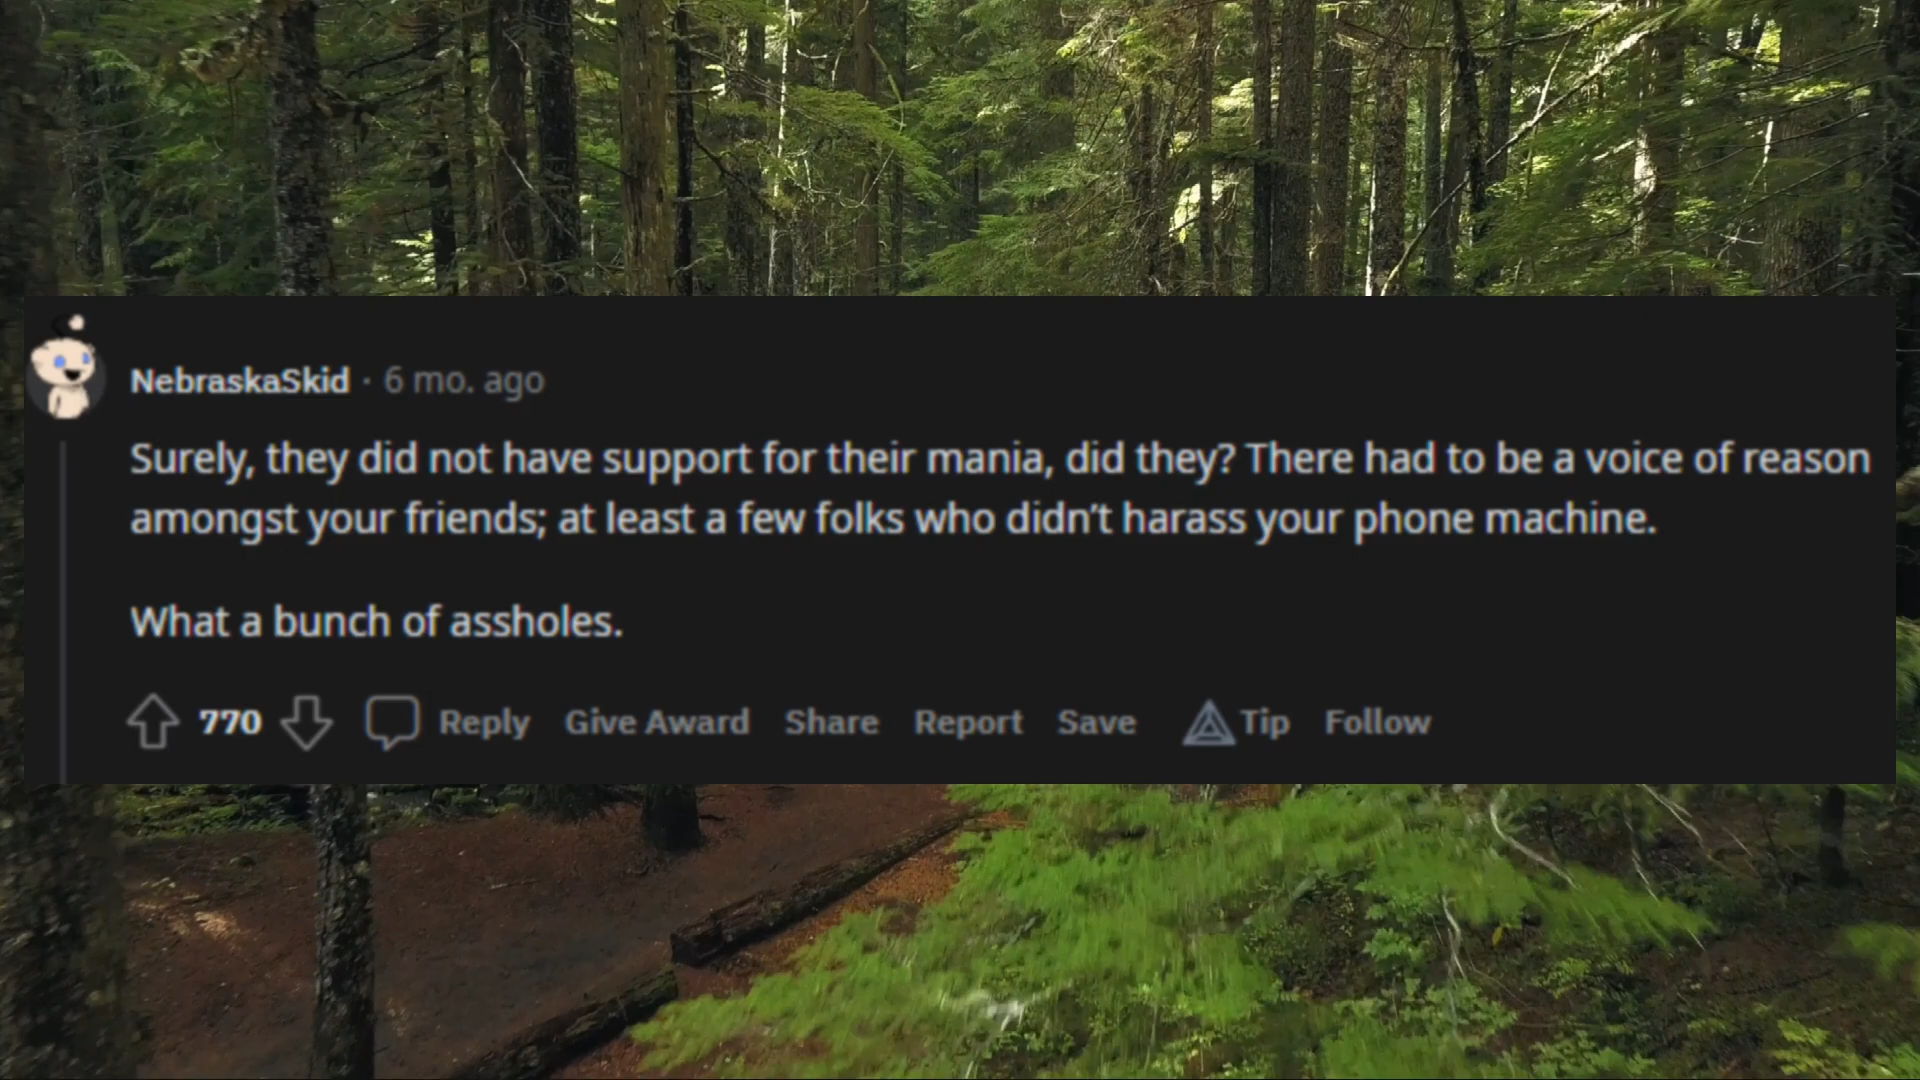 NebraskaSkid · 6 mo. ago
Surely, they did not have support for their mania, did they? There had to be a voice of reason
amongst your friends; at least a few folks who didn't harass your phone machine.
What a bunch of assholes.
770 Reply Give Award Share Report Save Tip Follow